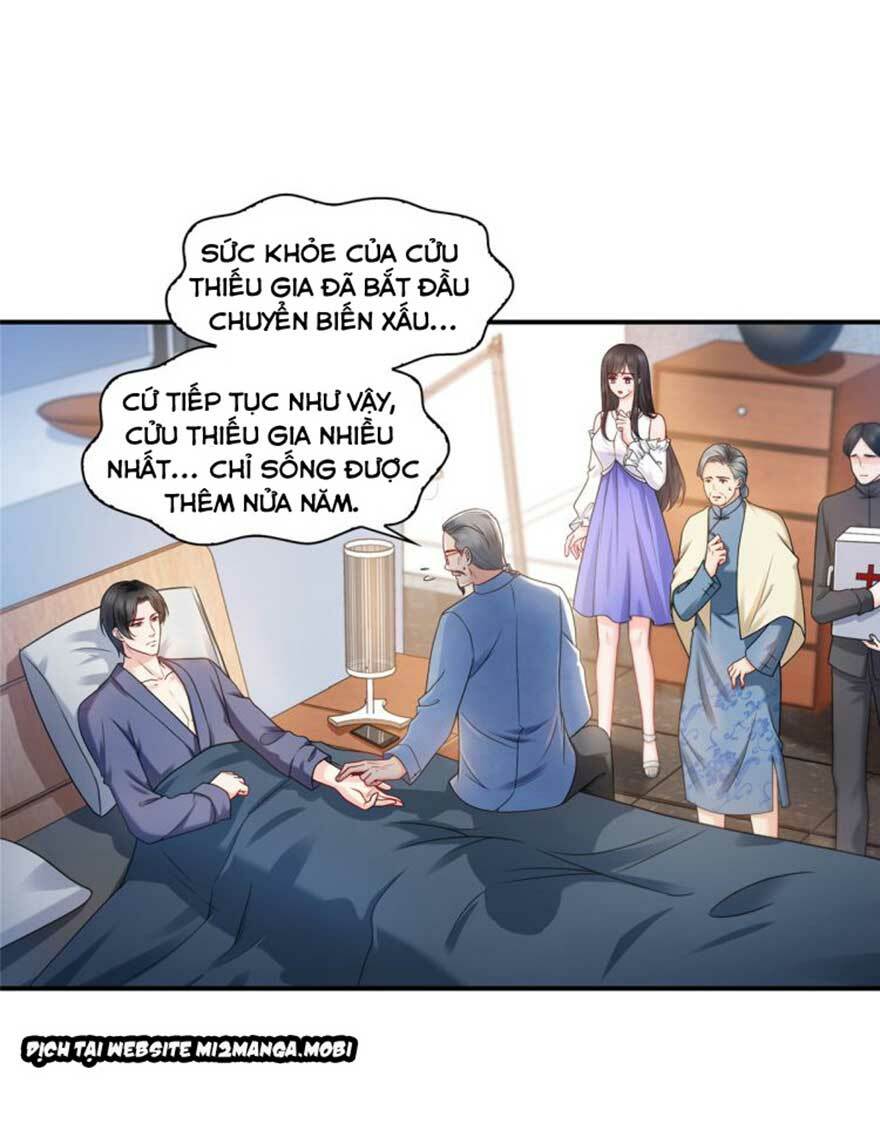 SỨC KHỎE CỦA CỬU
THIẾU GIA ĐÃ BẮT ĐẦU
CHUYỂN BIẾN XẤU...
CỨ TIẾP TỤC NHƯ VẬY,
CỬU THIẾU GIA NHIỀU
NHẤT... CHỈ SỐNG ĐƯỢC
THÊM NỬA NĂM.
DỊCH TẠI WEBSITE MI2MANGA.MOBI